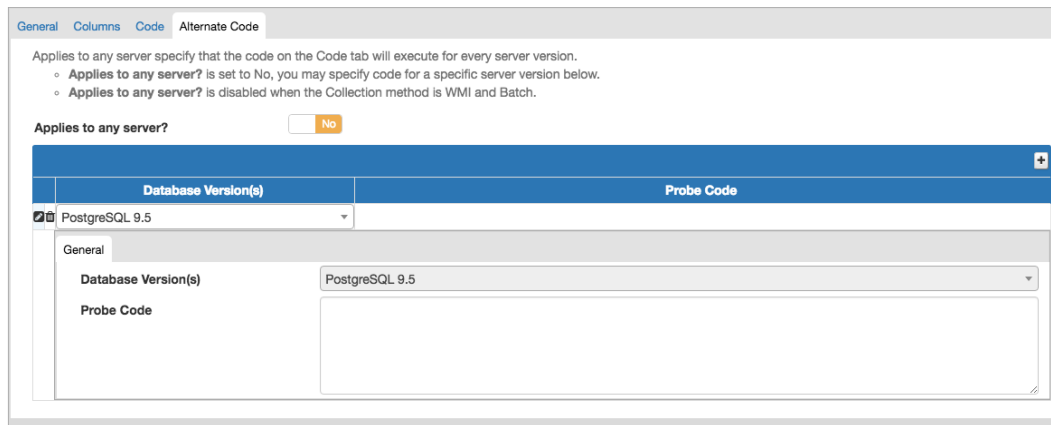 General Columns Code Alternate Code
Applies to any server specify that the code on the Code tab will execute for every server version.
Applies to any server? is set to No, you may specify code for a specific server version below.
Applies to any server? is disabled when the Collection method is WMI and Batch.
Applies to any server? No
Database Version(s) Probe Code
PostgreSQL 9.5
General
Database Version(s) PostgreSQL 9.5
Probe Code